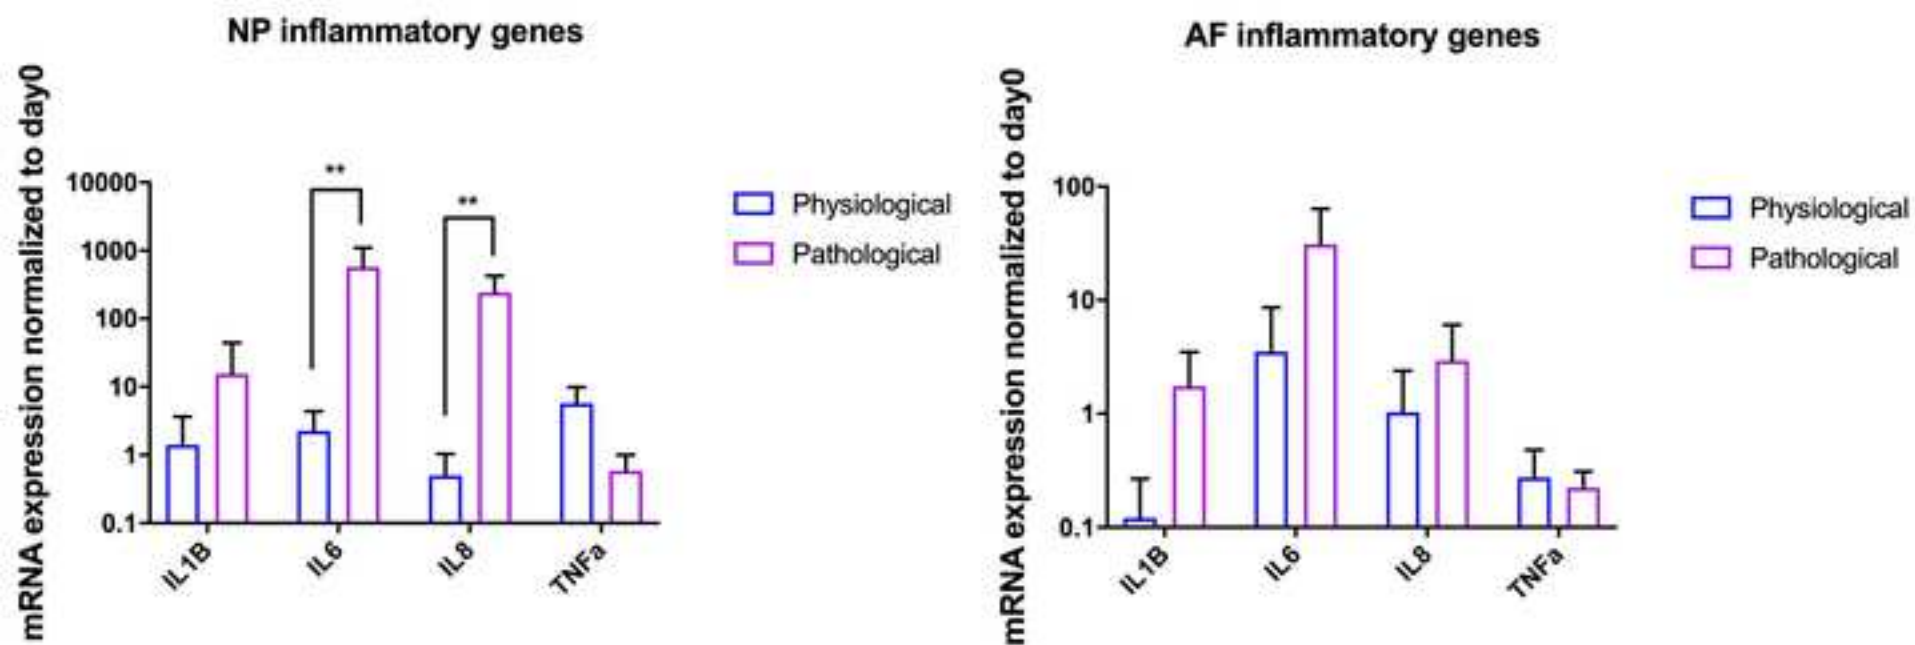 NP inflammatory genes
mRNA expression normalized to day0
10000
1000
100
10
1
0.1
**
**
IL1B
IL6
IL8
TNFa
Physiological
Pathological
AF inflammatory genes
mRNA expression normalized to day0
100
10
1
0.1
IL1B
IL6
IL8
TNFa
Physiological
Pathological